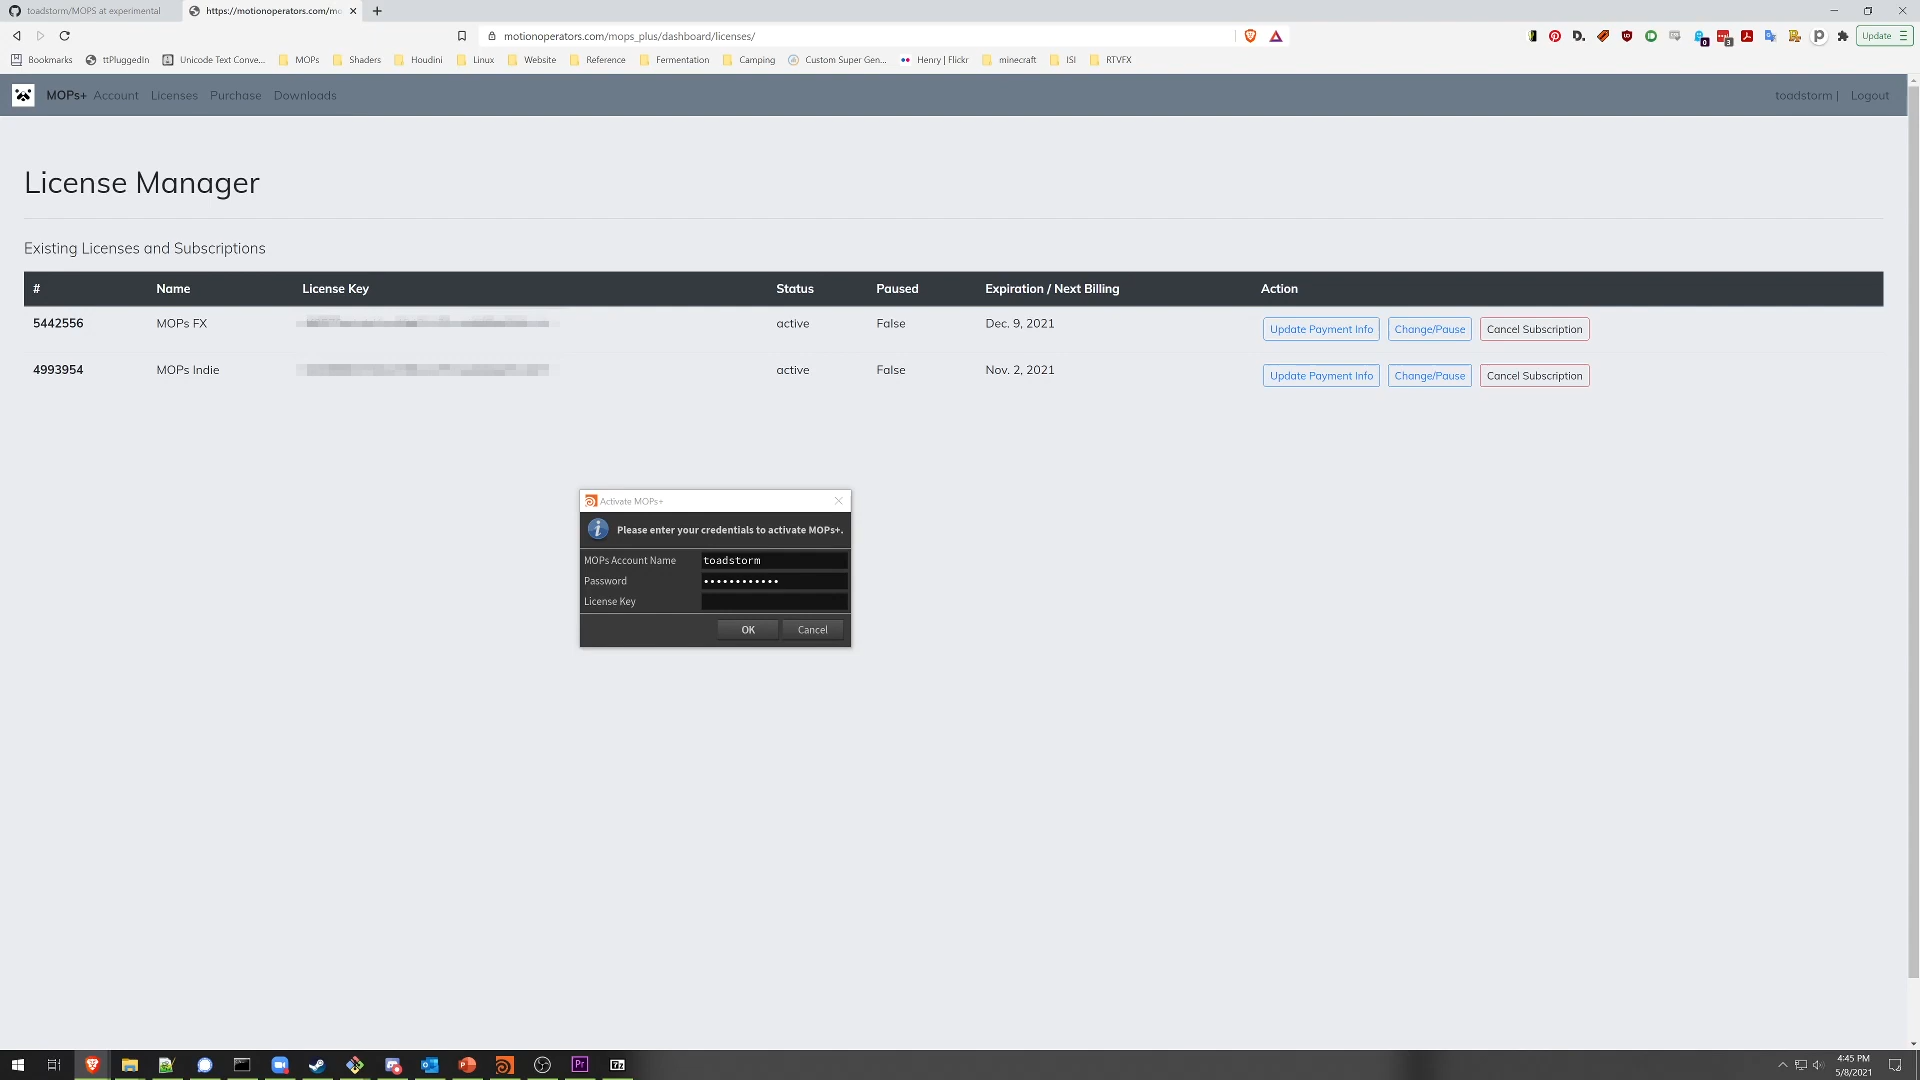 toadstorm/MOPS at experimental
https://motionoperators.com/mo
motionoperators.com/mops_plus/dashboard/licenses/
Update
Bookmarks
ttPluggedIn
Unicode Text Conve...
MOPs
Shaders
Houdini
Linux
Website
Reference
Fermentation
Camping
Custom Super Gen...
Henry | Flickr
minecraft
ISI
RTVFX
MOPs+ Account Licenses Purchase Downloads
toadstorm | Logout
License Manager
Existing Licenses and Subscriptions
# Name License Key Status Paused Expiration / Next Billing Action
5442556 MOPs FX active False Dec. 9, 2021 Update Payment Info Change/Pause Cancel Subscription
4993954 MOPs Indie active False Nov. 2, 2021 Update Payment Info Change/Pause Cancel Subscription
Activate MOPs+
Please enter your credentials to activate MOPs+.
MOPs Account Name toadstorm
Password ••••••••••••
License Key
OK Cancel
4:45 PM
5/8/2021